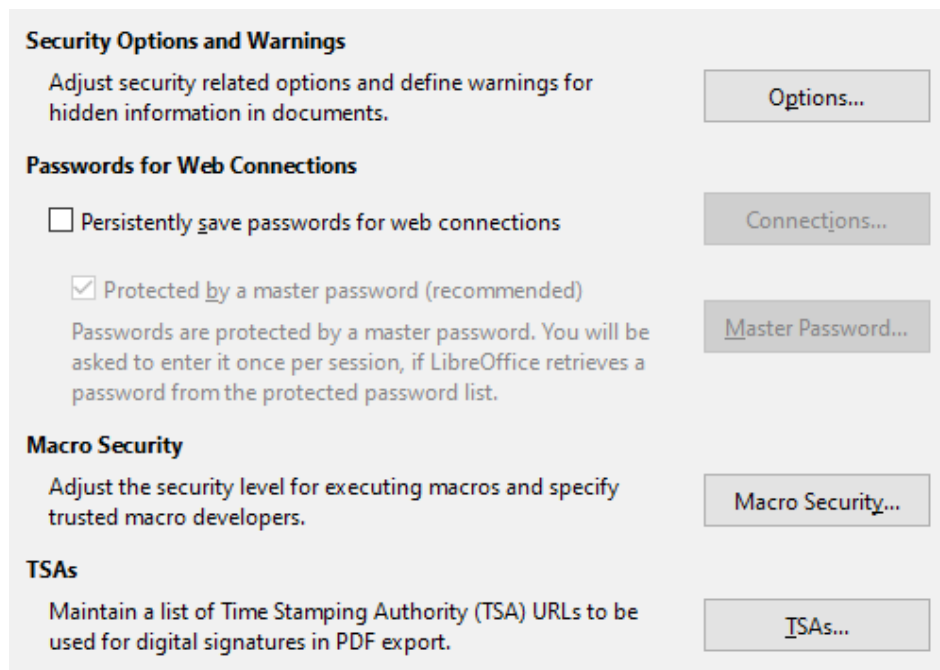 Security Options and Warnings
Adjust security related options and define warnings for
hidden information in documents.
Options...
Passwords for Web Connections
Persistently save passwords for web connections
Connections...
Protected by a master password (recommended)
Passwords are protected by a master password. You will be
asked to enter it once per session, if LibreOffice retrieves a
password from the protected password list.
Master Password...
Macro Security
Adjust the security level for executing macros and specify
trusted macro developers.
Macro Security...
TSAs
Maintain a list of Time Stamping Authority (TSA) URLs to be
used for digital signatures in PDF export.
TSAs...